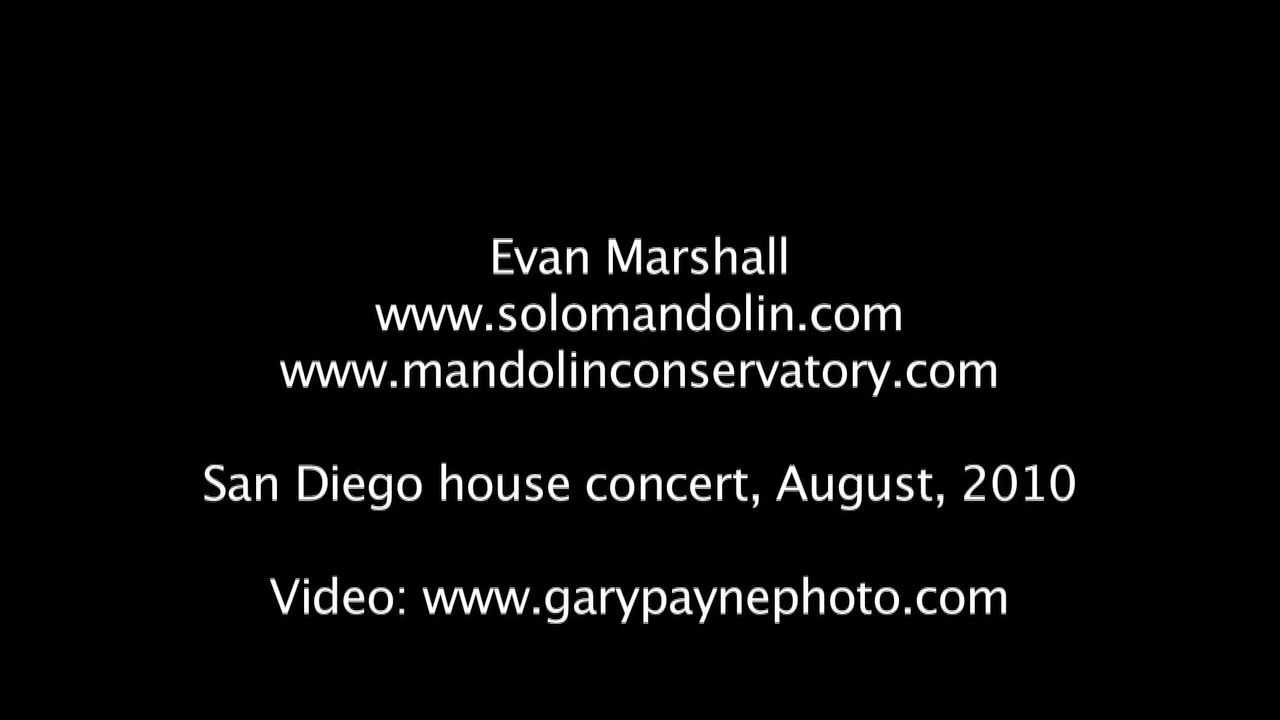 Evan Marshall
www.solomandolin.com
www.mandolinconservatory.com
San Diego house concert, August, 2010
Video: www.garypaynephoto.com